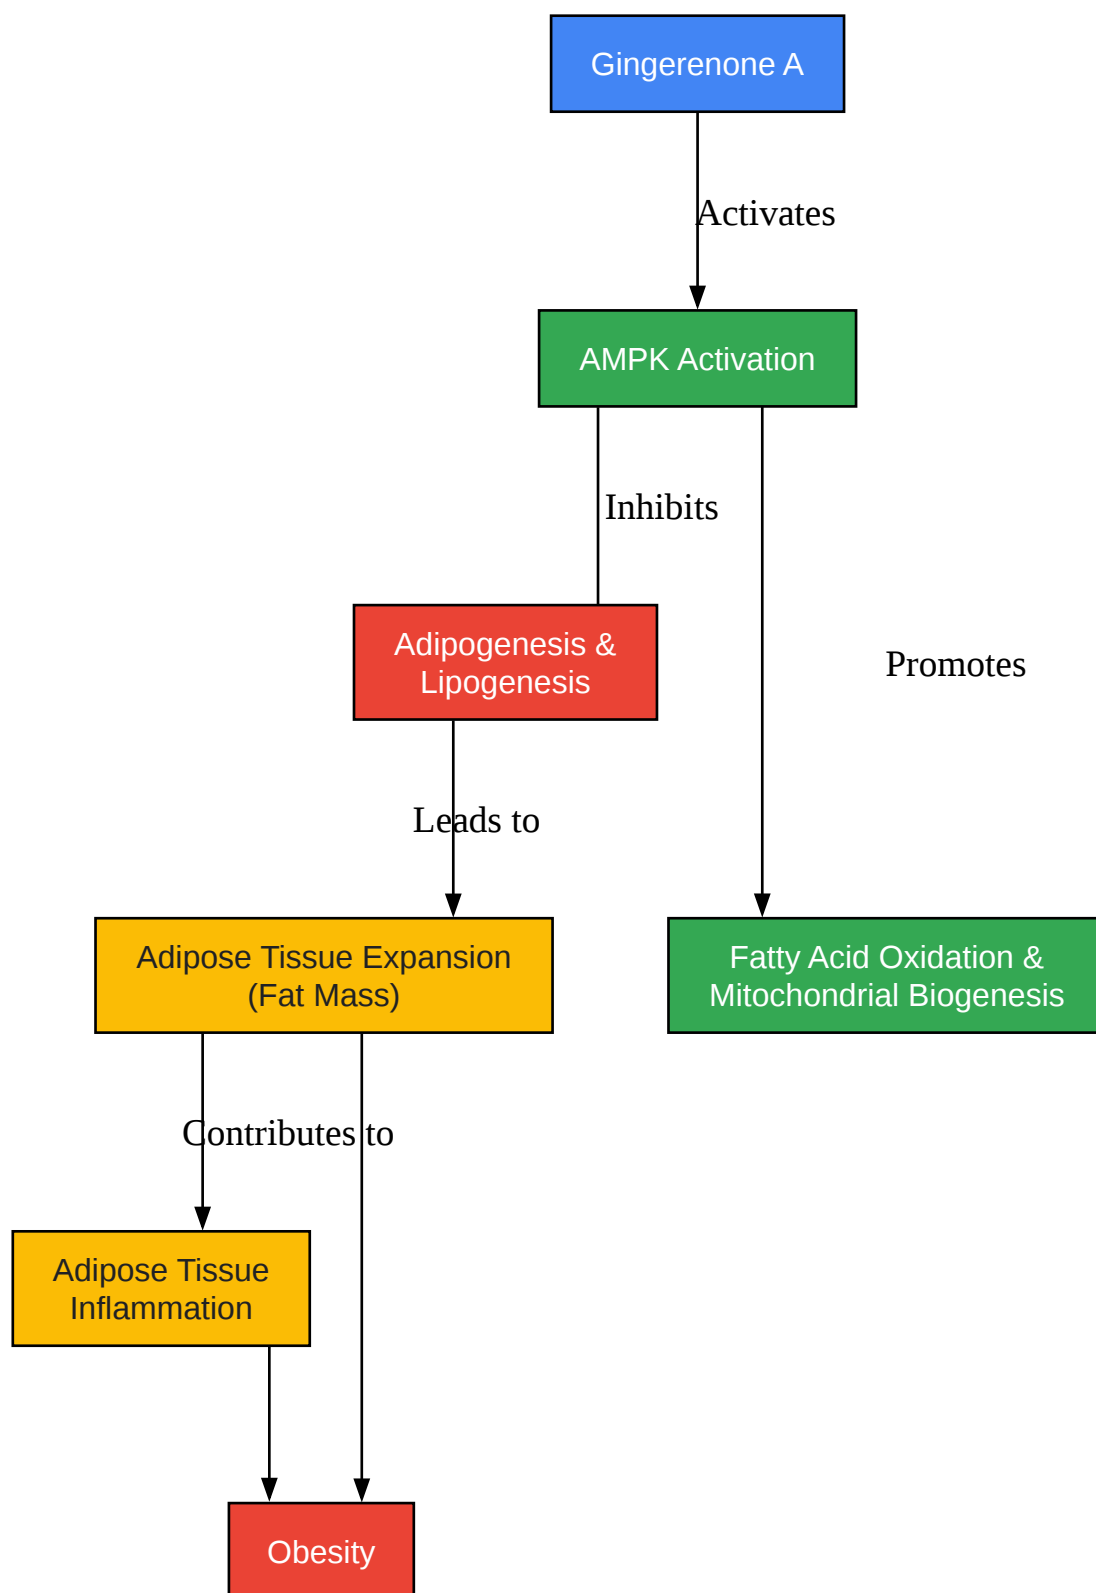 Gingerenone A
Activates
AMPK Activation
Inhibits
Adipogenesis &
Lipogenesis
Promotes
Leads to
Adipose Tissue Expansion
(Fat Mass)
Fatty Acid Oxidation &
Mitochondrial Biogenesis
Contributes to
Adipose Tissue
Inflammation
Obesity